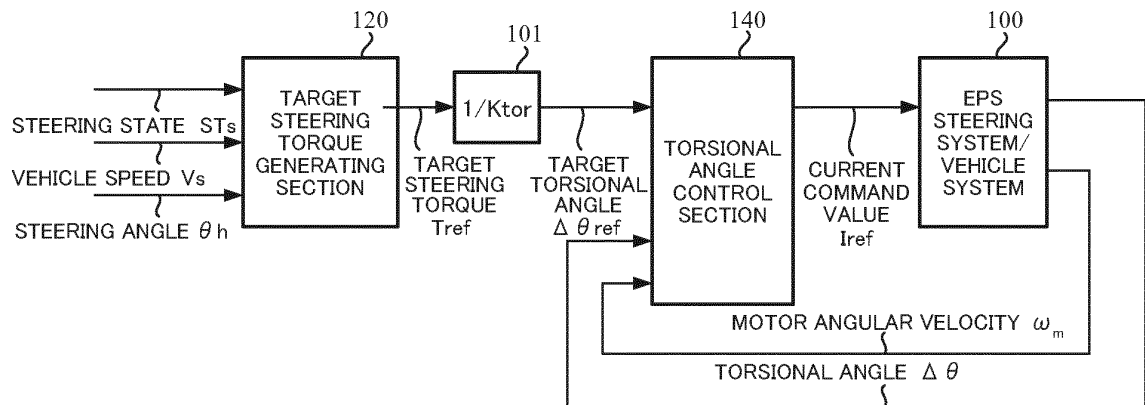 120
101
140
100
STEERING STATE STs
VEHICLE SPEED Vs
STEERING ANGLE θh
TARGET
STEERING
TORQUE
GENERATING
SECTION
1/Ktor
TARGET
STEERING
TORQUE
Tref
TARGET
TORSIONAL
ANGLE
Δθref
TORSIONAL
ANGLE
CONTROL
SECTION
CURRENT
COMMAND
VALUE
Iref
EPS
STEERING
SYSTEM/
VEHICLE
SYSTEM
MOTOR ANGULAR VELOCITY ωm
TORSIONAL ANGLE Δθ